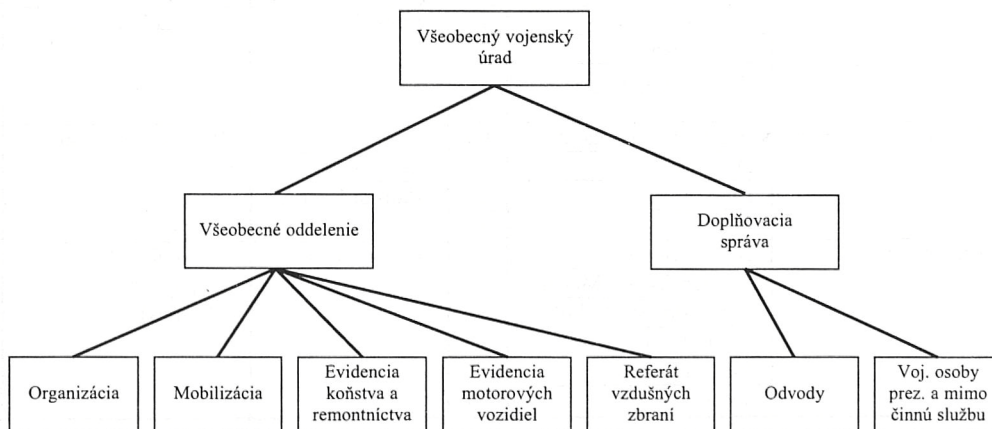 Všeobecný vojenský
úrad
Všeobecné oddelenie
Doplňovacia
správa
Organizácia
Mobilizácia
Evidencia
koňstva a
remontníctva
Evidencia
motorových
vozidiel
Referát
vzdušných
zbraní
Odvody
Voj. osoby
prez. a mimo
činnú službu